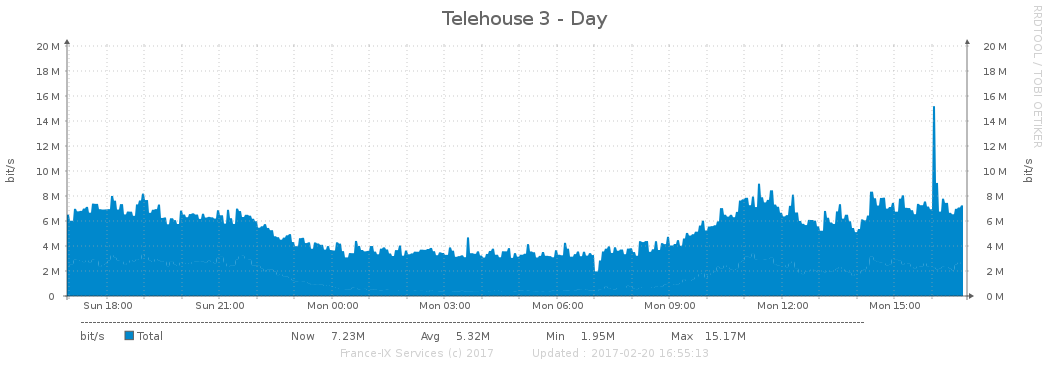 Telehouse 3 - Day
RRDTOOL / TOBI OETIKER
bit/s
20 M 20 M
18 M 18 M
16 M 16 M
14 M 14 M
12 M 12 M
10 M 10 M
8 M 8 M
6 M 6 M
4 M 4 M
2 M 2 M
0 0 M
bit/s
Sun 18:00 Sun 21:00 Mon 00:00 Mon 03:00 Mon 06:00 Mon 09:00 Mon 12:00 Mon 15:00
bit/s Total Now 7.23M Avg 5.32M Min 1.95M Max 15.17M
France-IX Services (c) 2017 Updated : 2017-02-20 16:55:13